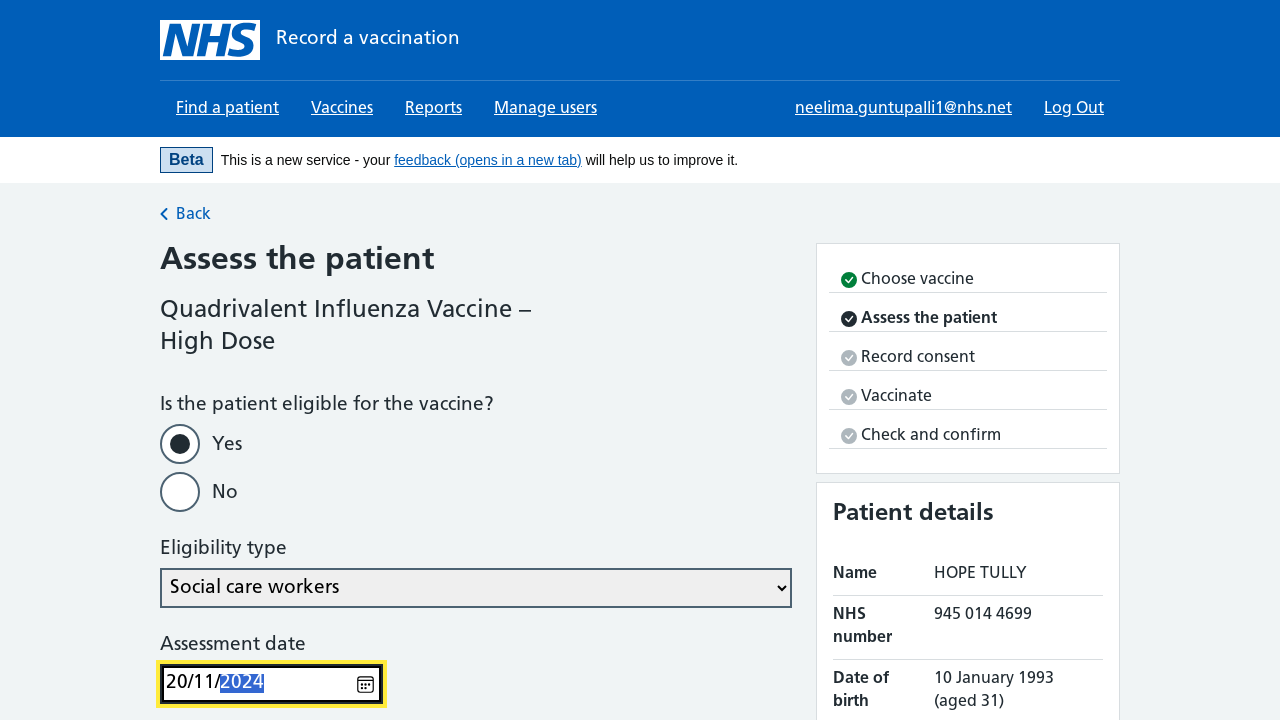 NHS Record a vaccination
Find a patient Vaccines Reports Manage users neelima.guntupalli1@nhs.net Log Out
Beta This is a new service - your feedback (opens in a new tab) will help us to improve it.
Back
Assess the patient
Quadrivalent Influenza Vaccine –
High Dose
Is the patient eligible for the vaccine?
Yes
No
Eligibility type
Social care workers
Assessment date
20/11/2024
Choose vaccine
Assess the patient
Record consent
Vaccinate
Check and confirm
Patient details
Name HOPE TULLY
NHS 945 014 4699
number
Date of 10 January 1993
birth (aged 31)